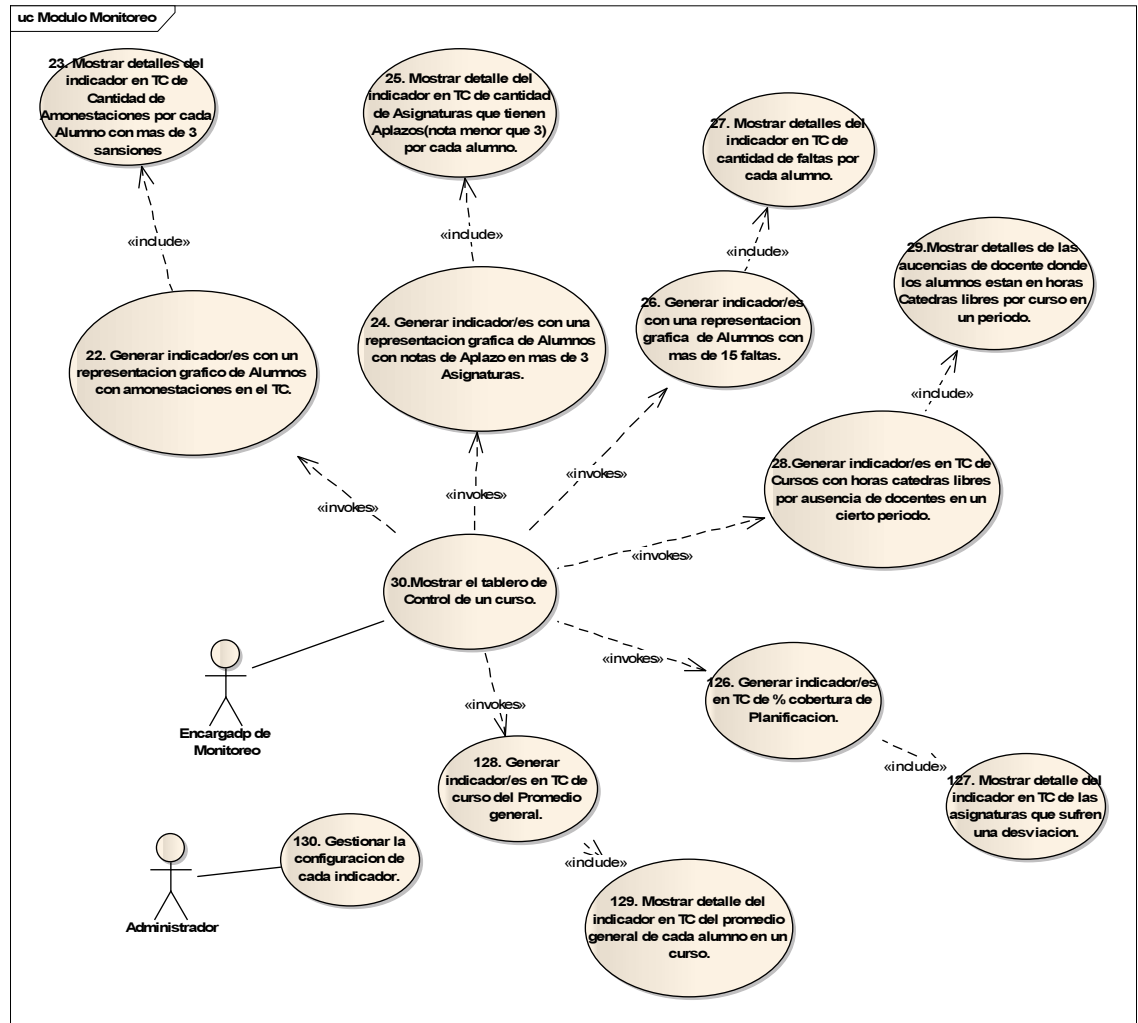 uc Modulo Monitoreo
23. Mostrar detalles del
indicador en TC de
Cantidad de
Amonestaciones por cada
Alumno con mas de 3
sansiones
25. Mostrar detalle del
indicador en TC de cantidad
de Asignaturas que tienen
Aplazos(nota menor que 3)
por cada alumno.
27. Mostrar detalles del
indicador en TC de
cantidad de faltas por
cada alumno.
29.Mostrar detalles de las
aucencias de docente donde
los alumnos estan en horas
Catedras libres por curso en
un periodo.
«include»
«include»
«include»
«include»
22. Generar indicador/es con un
representacion grafico de Alumnos
con amonestaciones en el TC.
24. Generar indicador/es con una
representacion grafica de Alumnos
con notas de Aplazo en mas de 3
Asignaturas.
26. Generar indicador/es
con una representacion
grafica de Alumnos con
mas de 15 faltas.
28.Generar indicador/es en TC de
Cursos con horas catedras libres
por ausencia de docentes en un
cierto periodo.
«invokes»
«invokes»
«invokes»
«invokes»
30.Mostrar el tablero de
Control de un curso.
«invokes»
«invokes»
Encargadp de
Monitoreo
126. Generar indicador/es
en TC de % cobertura de
Planificacion.
«include»
127. Mostrar detalle del
indicador en TC de las
asignaturas que sufren
una desviacion.
128. Generar
indicador/es en TC de
curso del Promedio
general.
«include»
129. Mostrar detalle del
indicador en TC del promedio
general de cada alumno en un
curso.
130. Gestionar la
configuracion de
cada indicador.
Administrador